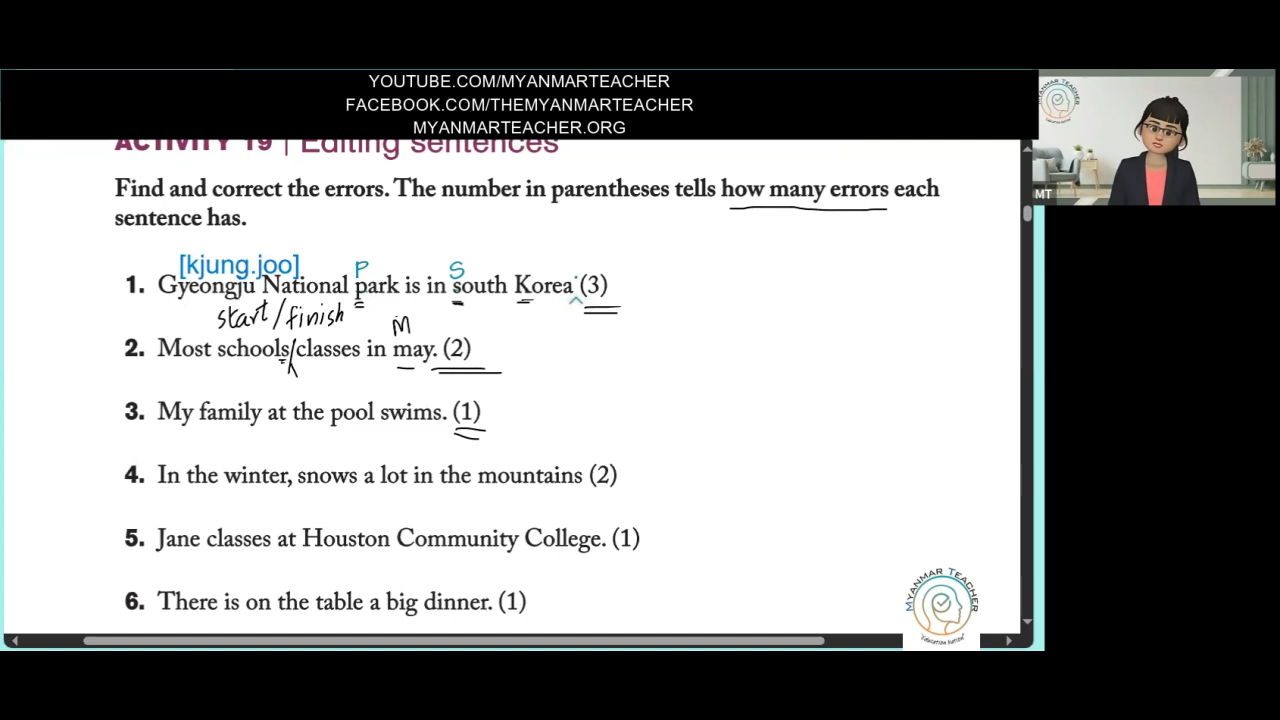 YOUTUBE.COM/MYANMARTEACHER
FACEBOOK.COM/THEMYANMARTEACHER
MYANMARTEACHER.ORG
ACTIVITY 19 | Editing sentences
Find and correct the errors. The number in parentheses tells how many errors each
sentence has.
[kjung.joo] P S
1. Gyeongju National park is in south Korea (3)
start/finish M
2. Most schools/classes in may. (2)
3. My family at the pool swims. (1)
4. In the winter, snows a lot in the mountains (2)
5. Jane classes at Houston Community College. (1)
6. There is on the table a big dinner. (1)
MT
MYANMAR TEACHER
"Education Nation"
MYANMAR TEACHER